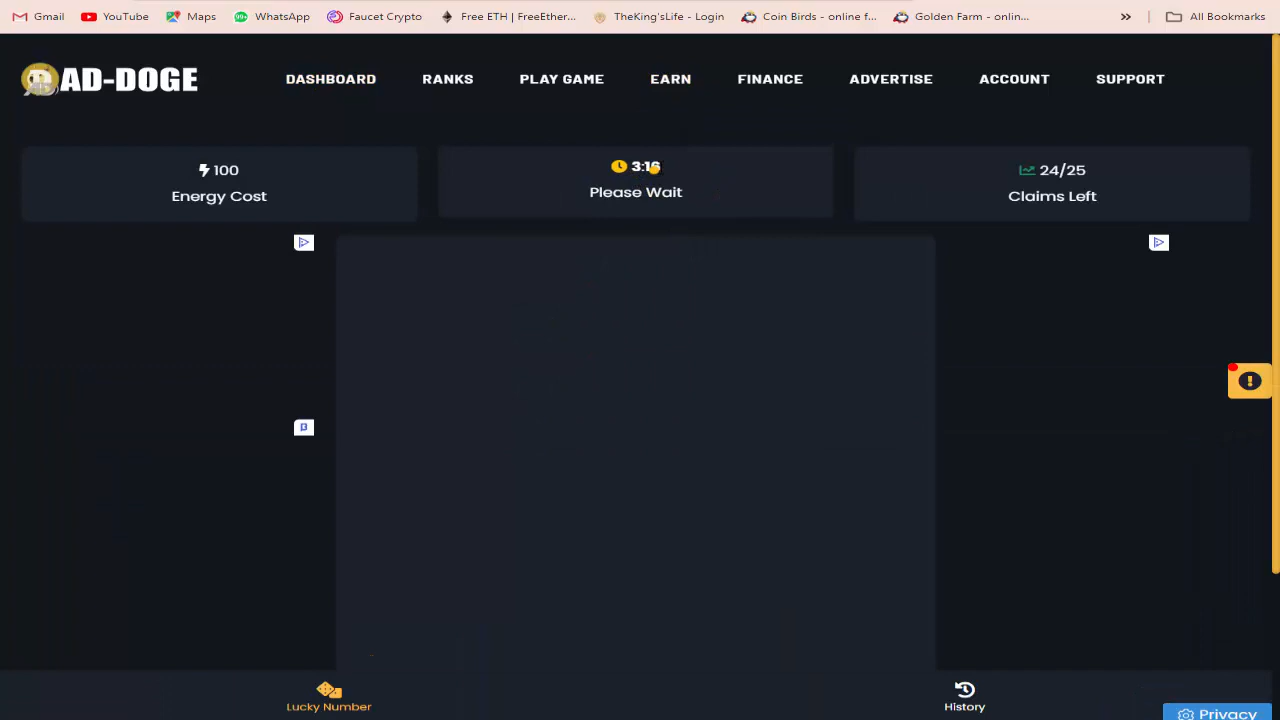 Gmail YouTube Maps WhatsApp Faucet Crypto Free ETH | FreeEther... TheKing'sLife - Login Coin Birds - online f... Golden Farm - onlin... » All Bookmarks
AD-DOGE DASHBOARD RANKS PLAY GAME EARN FINANCE ADVERTISE ACCOUNT SUPPORT
100
Energy Cost
Please Wait
24/25
Claims Left
Lucky Number
History
Privacy